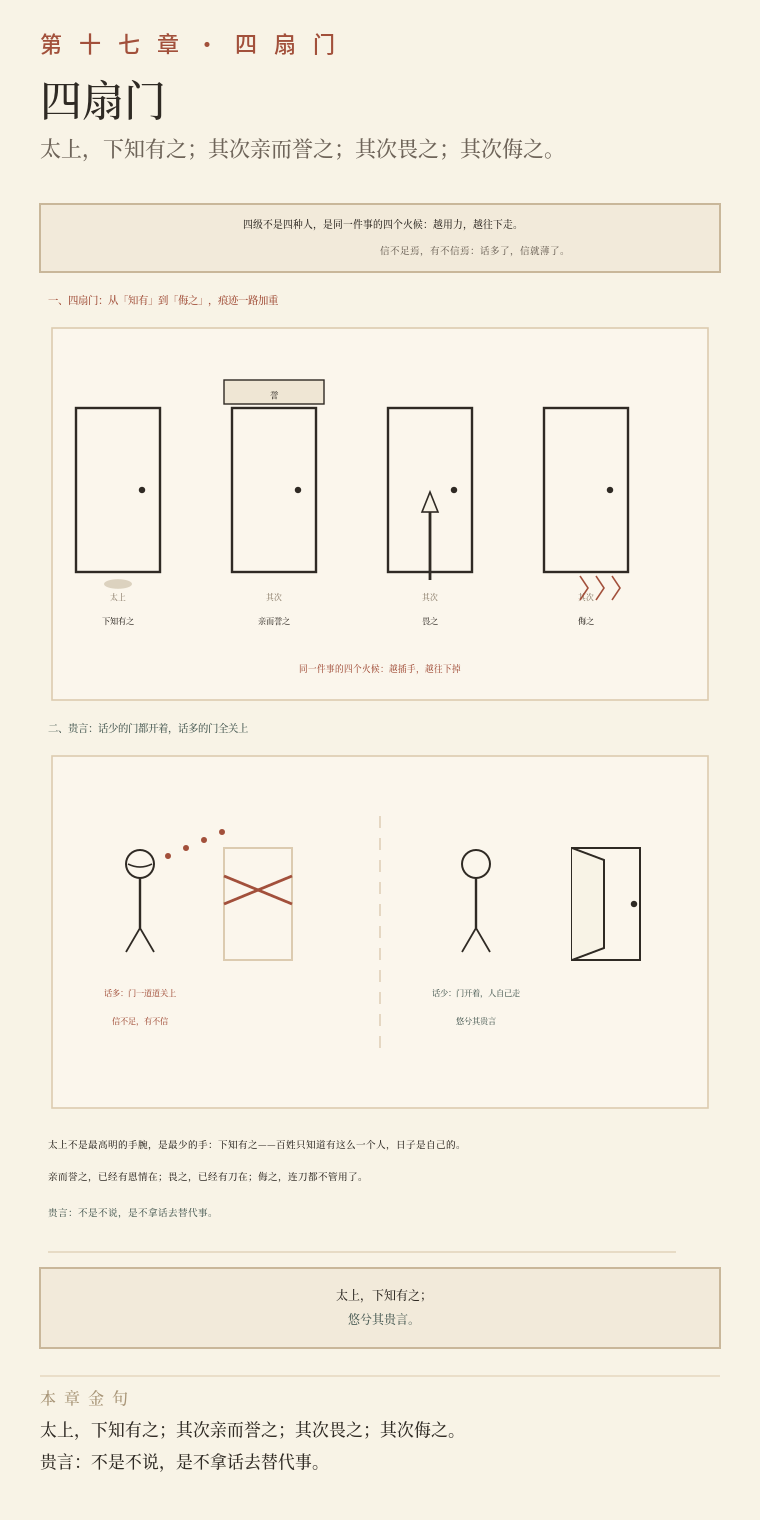 第十七章·四扇门
四扇门
太上，下知有之；其次亲而誉之；其次畏之；其次侮之。
四级不是四种人，是同一件事的四个火候：越用力，越往下走。
信不足焉，有不信焉：话多了，信就薄了。
一、四扇门：从「知有」到「侮之」，痕迹一路加重
誉
太上
其次
其次
其次
下知有之
亲而誉之
畏之
侮之
同一件事的四个火候：越插手，越往下掉
二、贵言：话少的门都开着，话多的门全关上
话多：门一道道关上
话少：门开着，人自己走
信不足，有不信
悠兮其贵言
太上不是最高明的手腕，是最少的手：下知有之——百姓只知道有这么一个人，日子是自己的。
亲而誉之，已经有恩情在；畏之，已经有刀在；侮之，连刀都不管用了。
贵言：不是不说，是不拿话去替代事。
太上，下知有之；
悠兮其贵言。
本章金句
太上，下知有之；其次亲而誉之；其次畏之；其次侮之。
贵言：不是不说，是不拿话去替代事。